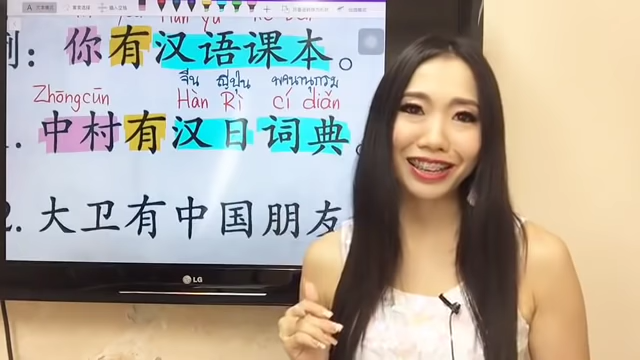 ：你有汉语课本。
จีน ญี่ปุ่น พจนานุกรม
Zhōngcūn Hàn Rì cí diǎn
1. 中村有汉日词典。
2. 大卫有中国朋友
LG